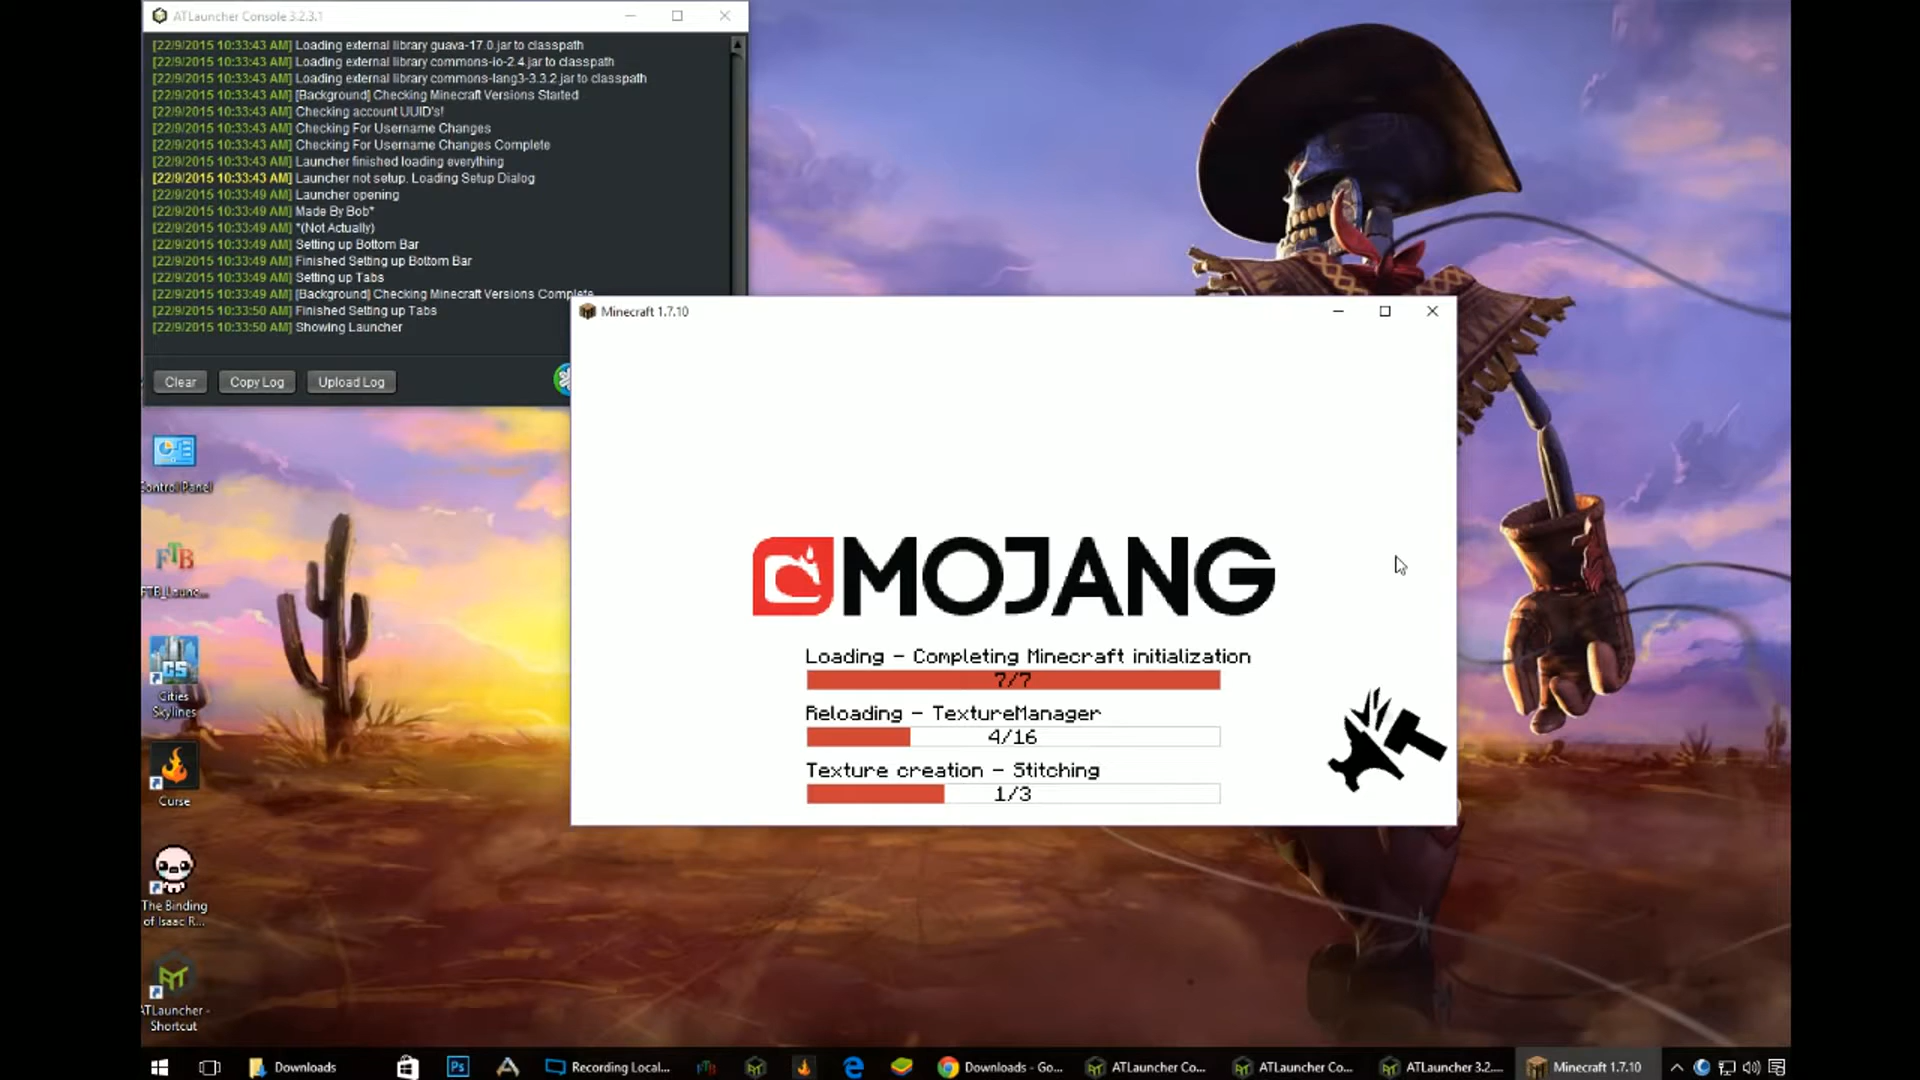 ATLauncher Console 3.2.3.1
[22/9/2015 10:33:43 AM] Loading external library guava-17.0.jar to classpath
[22/9/2015 10:33:43 AM] Loading external library commons-io-2.4.jar to classpath
[22/9/2015 10:33:43 AM] Loading external library commons-lang3-3.3.2.jar to classpath
[22/9/2015 10:33:43 AM] [Background] Checking Minecraft Versions Started
[22/9/2015 10:33:43 AM] Checking account UUID's!
[22/9/2015 10:33:43 AM] Checking For Username Changes
[22/9/2015 10:33:43 AM] Checking For Username Changes Complete
[22/9/2015 10:33:43 AM] Launcher finished loading everything
[22/9/2015 10:33:43 AM] Launcher not setup. Loading Setup Dialog
[22/9/2015 10:33:49 AM] Launcher opening
[22/9/2015 10:33:49 AM] Made By Bob*
[22/9/2015 10:33:49 AM] *(Not Actually)
[22/9/2015 10:33:49 AM] Setting up Bottom Bar
[22/9/2015 10:33:49 AM] Finished Setting up Bottom Bar
[22/9/2015 10:33:49 AM] Setting up Tabs
[22/9/2015 10:33:49 AM] [Background] Checking Minecraft Versions Complete
[22/9/2015 10:33:50 AM] Finished Setting up Tabs
[22/9/2015 10:33:50 AM] Showing Launcher
Clear Copy Log Upload Log
Minecraft 1.7.10
MOJANG
Loading - Completing Minecraft initialization
7/7
Reloading - TextureManager
4/16
Texture creation - Stitching
1/3
Control Panel
FTB
FTB_Launc...
CS
Cities
Skylines
Curse
The Binding
of Isaac R...
ATLauncher -
Shortcut
Downloads
Ps
Recording Local...
Downloads - Go...
ATLauncher Co...
ATLauncher Co...
ATLauncher 3.2....
Minecraft 1.7.10